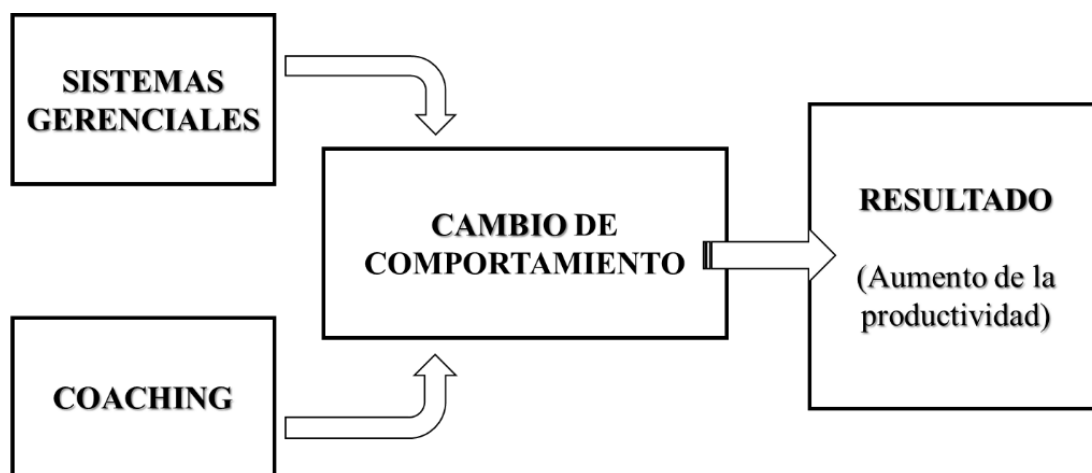 SISTEMAS
GERENCIALES
CAMBIO DE
COMPORTAMIENTO
COACHING
RESULTADO
(Aumento de la
productividad)